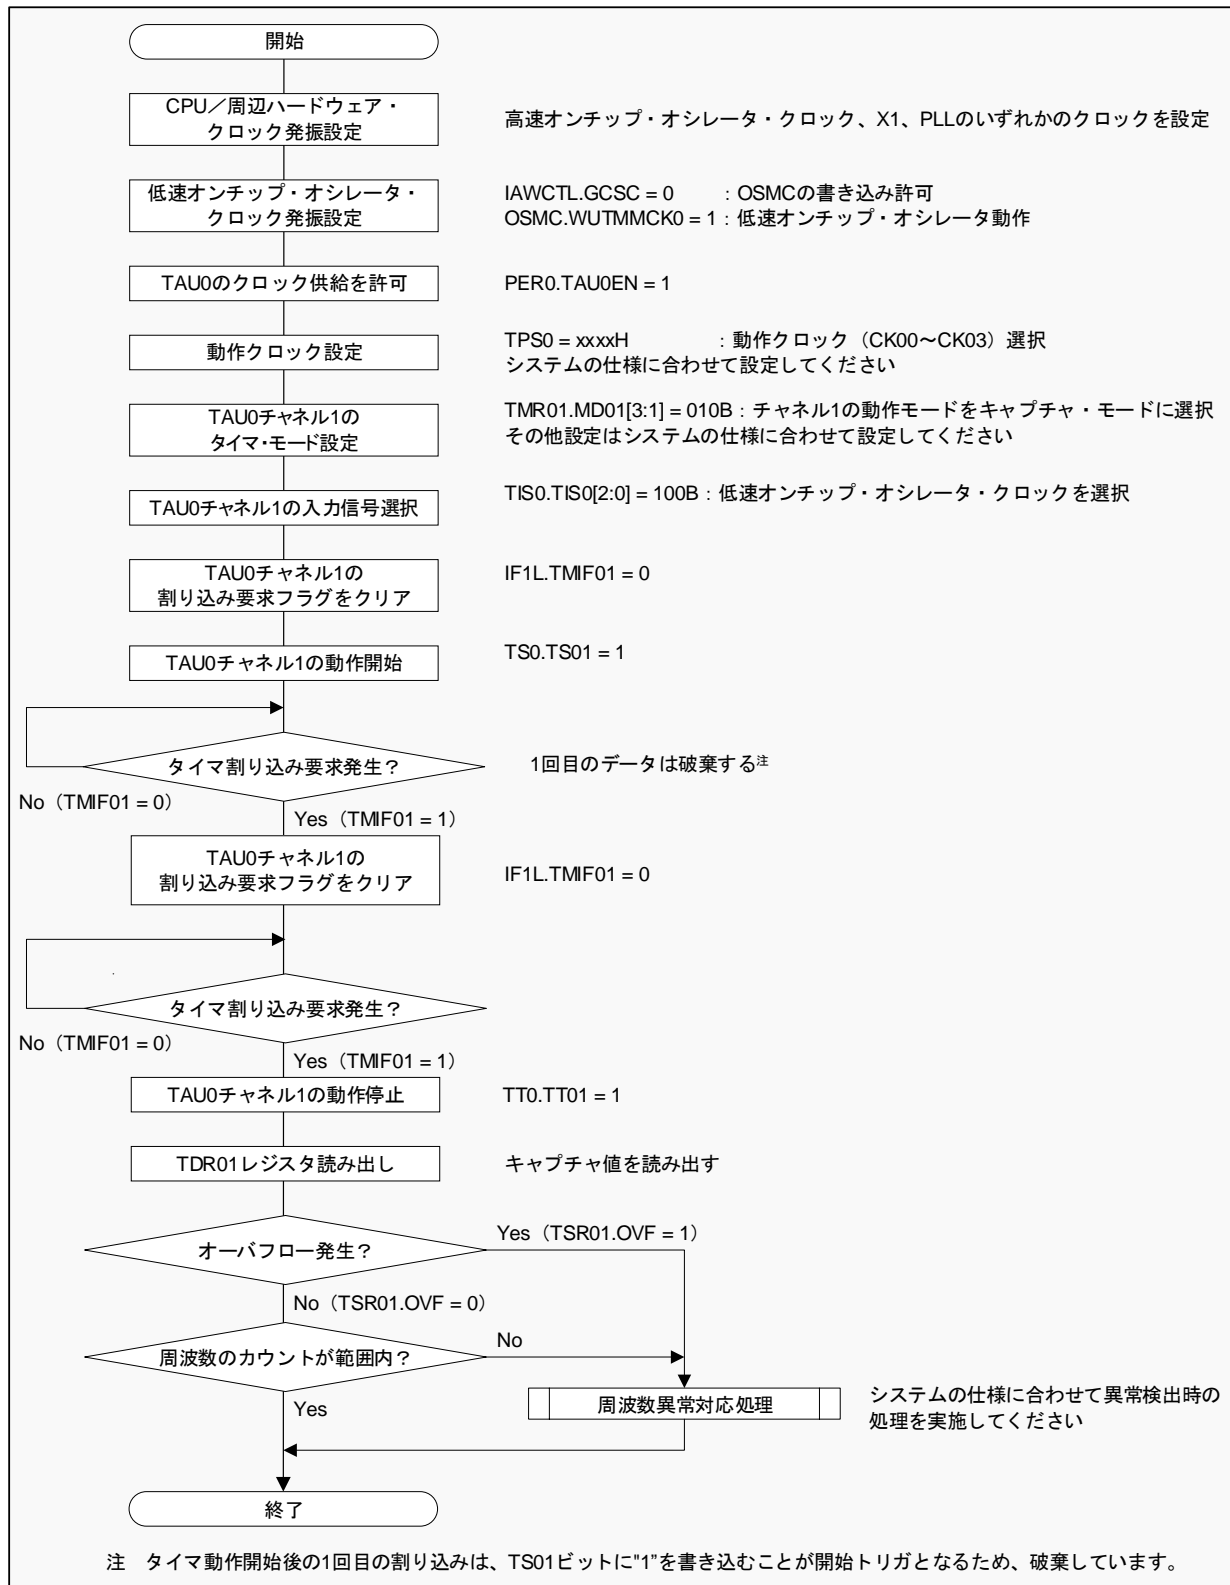 開始
CPU／周辺ハードウェア・
クロック発振設定
高速オンチップ・オシレータ・クロック、X1、PLLのいずれかのクロックを設定
低速オンチップ・オシレータ・
クロック発振設定
IAWCTL.GCSC = 0 ：OSMCの書き込み許可
OSMC.WUTMMCK0 = 1：低速オンチップ・オシレータ動作
TAU0のクロック供給を許可
PER0.TAU0EN = 1
動作クロック設定
TPS0 = xxxxH ：動作クロック（CK00～CK03）選択
システムの仕様に合わせて設定してください
TAU0チャネル1の
タイマ・モード設定
TMR01.MD01[3:1] = 010B：チャネル1の動作モードをキャプチャ・モードに選択
その他設定はシステムの仕様に合わせて設定してください
TAU0チャネル1の入力信号選択
TIS0.TIS0[2:0] = 100B：低速オンチップ・オシレータ・クロックを選択
TAU0チャネル1の
割り込み要求フラグをクリア
IF1L.TMIF01 = 0
TAU0チャネル1の動作開始
TS0.TS01 = 1
タイマ割り込み要求発生？
1回目のデータは破棄する注
No（TMIF01 = 0）
Yes（TMIF01 = 1）
TAU0チャネル1の
割り込み要求フラグをクリア
IF1L.TMIF01 = 0
タイマ割り込み要求発生？
No（TMIF01 = 0）
Yes（TMIF01 = 1）
TAU0チャネル1の動作停止
TT0.TT01 = 1
TDR01レジスタ読み出し
キャプチャ値を読み出す
オーバフロー発生？
Yes（TSR01.OVF = 1）
No（TSR01.OVF = 0）
周波数のカウントが範囲内？
No
Yes
周波数異常対応処理
システムの仕様に合わせて異常検出時の
処理を実施してください
終了
注 タイマ動作開始後の1回目の割り込みは、TS01ビットに"1"を書き込むことが開始トリガとなるため、破棄しています。